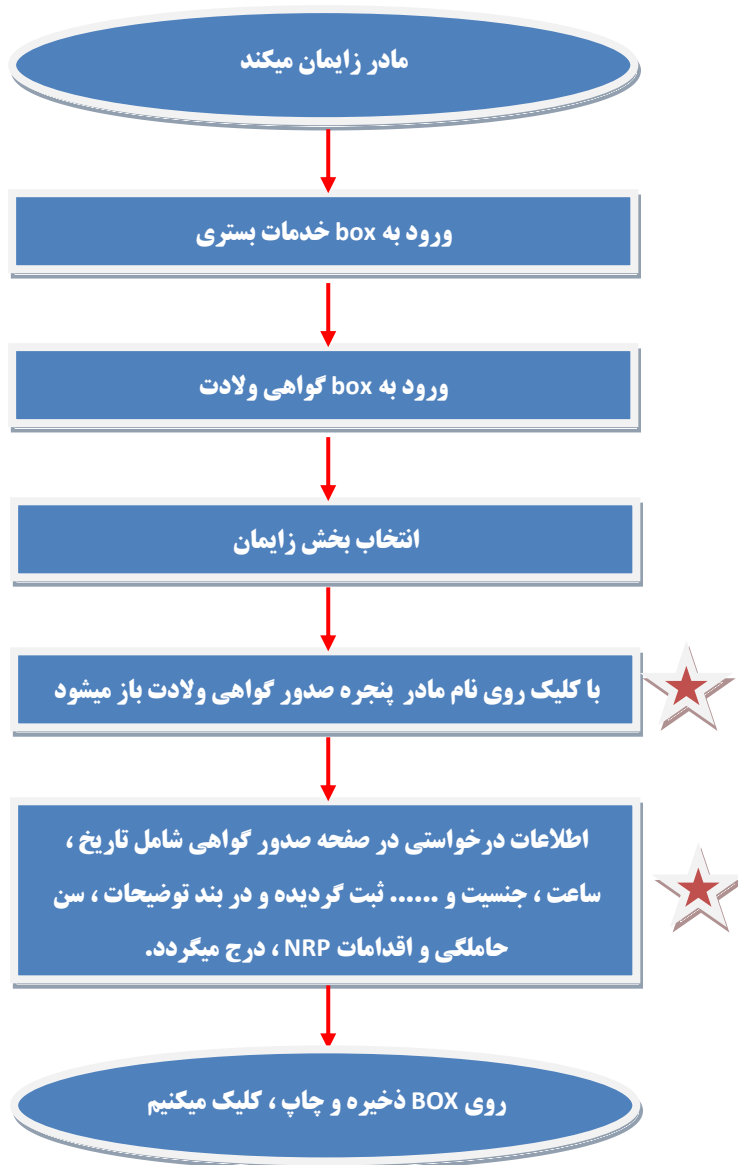 مادر زایمان میکند
ورود به box خدمات بستری
ورود به box گواهی ولادت
انتخاب بخش زایمان
با کلیک روی نام مادر پنجره صدور گواهی ولادت باز میشود
اطلاعات درخواستی در صفحه صدور گواهی شامل تاریخ ،
ساعت ، جنسیت و ...... ثبت گردیده و در بند توضیحات ، سن
حاملگی و اقدامات NRP ، درج میگردد.
روی BOX ذخیره و چاپ ، کلیک میکنیم